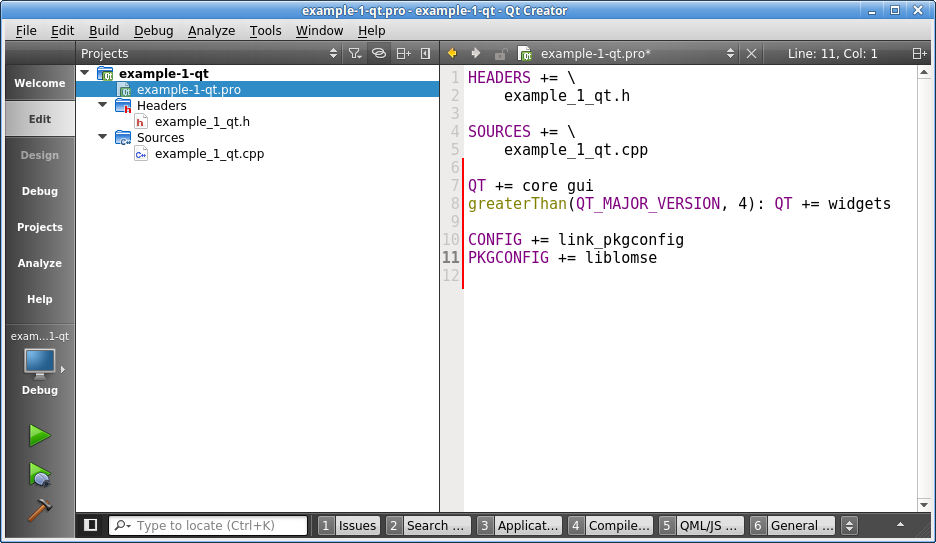 example-1-qt.pro - example-1-qt - Qt Creator
File Edit Build Debug Analyze Tools Window Help
Projects
example-1-qt.pro*
Line: 11, Col: 1
Welcome
Edit
Design
Debug
Projects
Analyze
Help
exam...1-qt
Debug
example-1-qt
example-1-qt.pro
Headers
example_1_qt.h
Sources
example_1_qt.cpp
1 HEADERS += \
2 example_1_qt.h
3
4 SOURCES += \
5 example_1_qt.cpp
6
7 QT += core gui
8 greaterThan(QT_MAJOR_VERSION, 4): QT += widgets
9
10 CONFIG += link_pkgconfig
11 PKGCONFIG += liblomse
12
Type to locate (Ctrl+K)
1 Issues
2 Search ...
3 Applicat...
4 Compile...
5 QML/JS ...
6 General ...